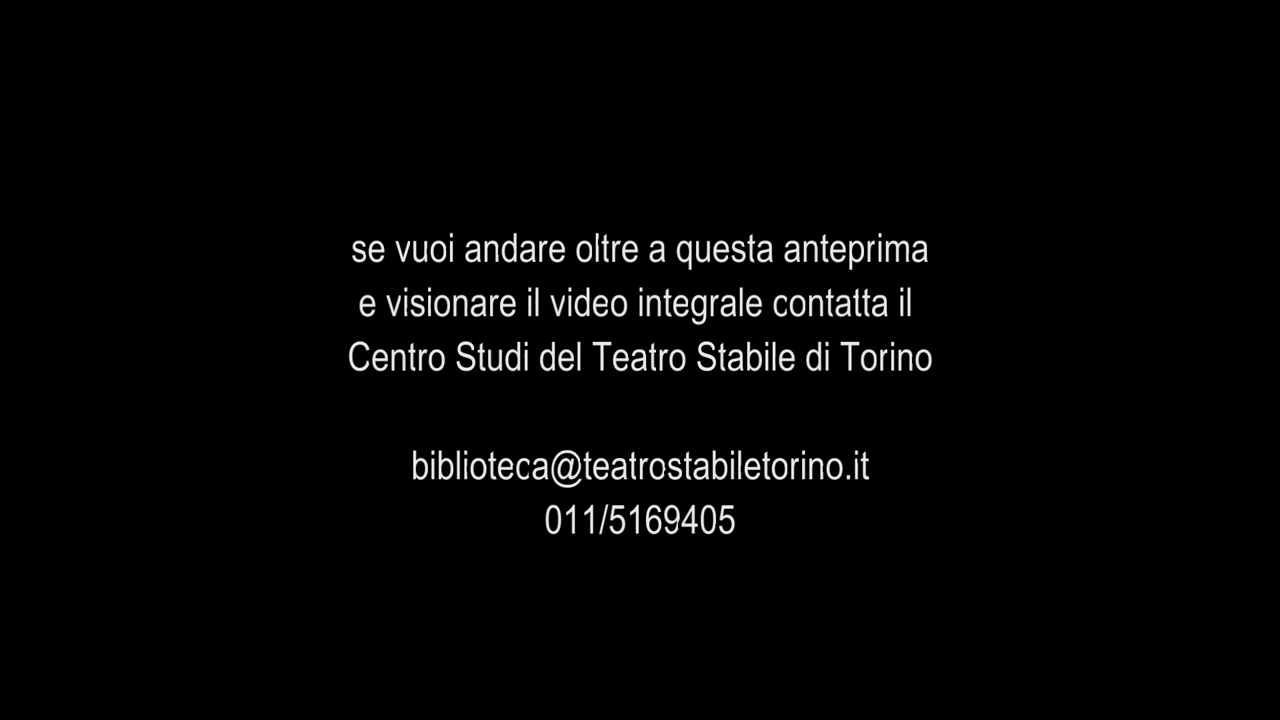 se vuoi andare oltre a questa anteprima
e visionare il video integrale contatta il
Centro Studi del Teatro Stabile di Torino
biblioteca@teatrostabiletorino.it
011/5169405